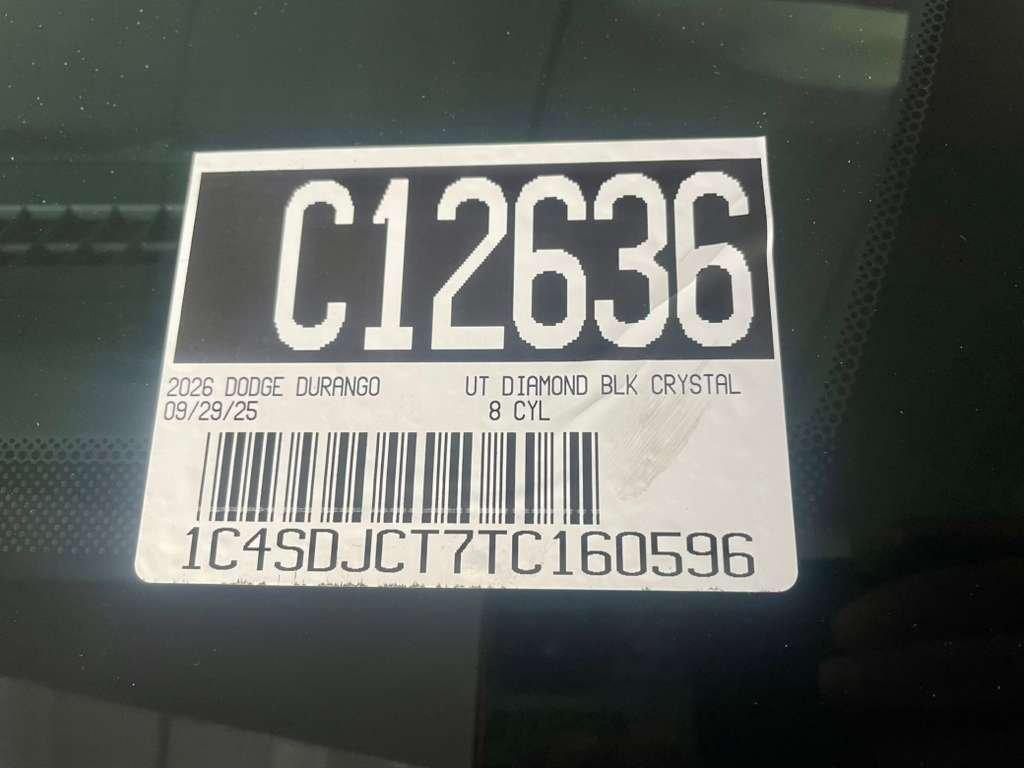 C12636
2026 DODGE DURANGO UT DIAMOND BLK CRYSTAL
09/29/25 8 CYL
1C4SDJCT7TC160596